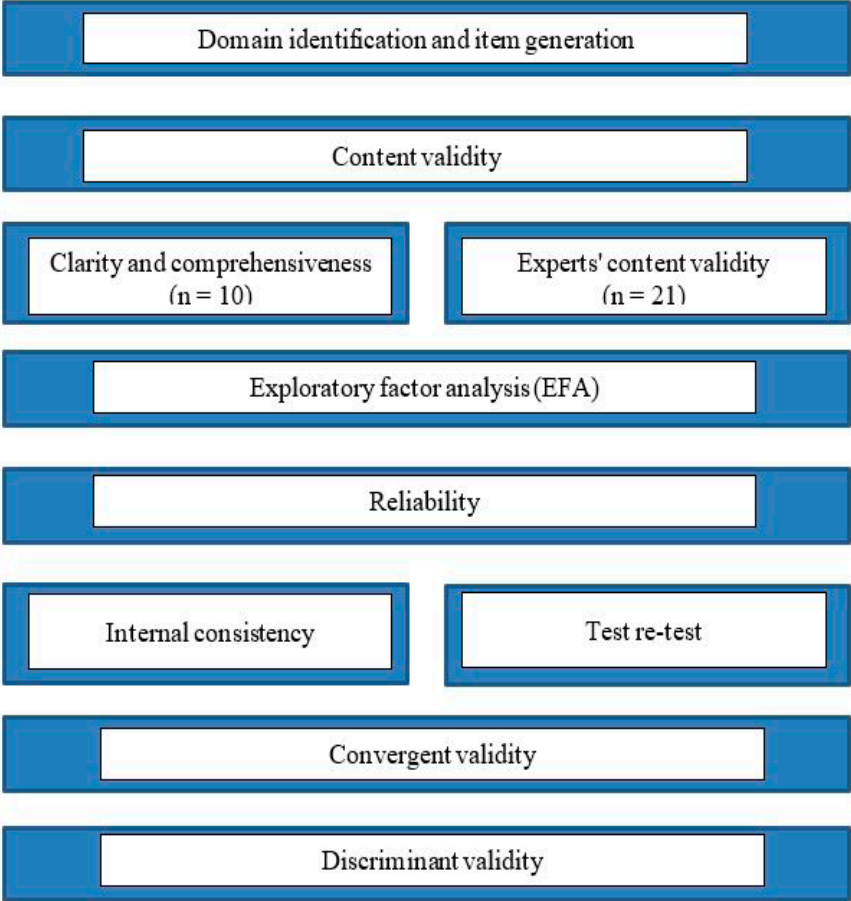 Domain identification and item generation
Content validity
Clarity and comprehensiveness
(n = 10)
Experts' content validity
(n = 21)
Exploratory factor analysis (EFA)
Reliability
Internal consistency
Test re-test
Convergent validity
Discriminant validity